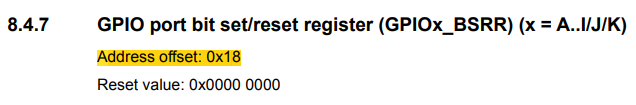 8.4.7 GPIO port bit set/reset register (GPIOx_BSRR) (x = A..I/J/K)
Address offset: 0x18
Reset value: 0x0000 0000